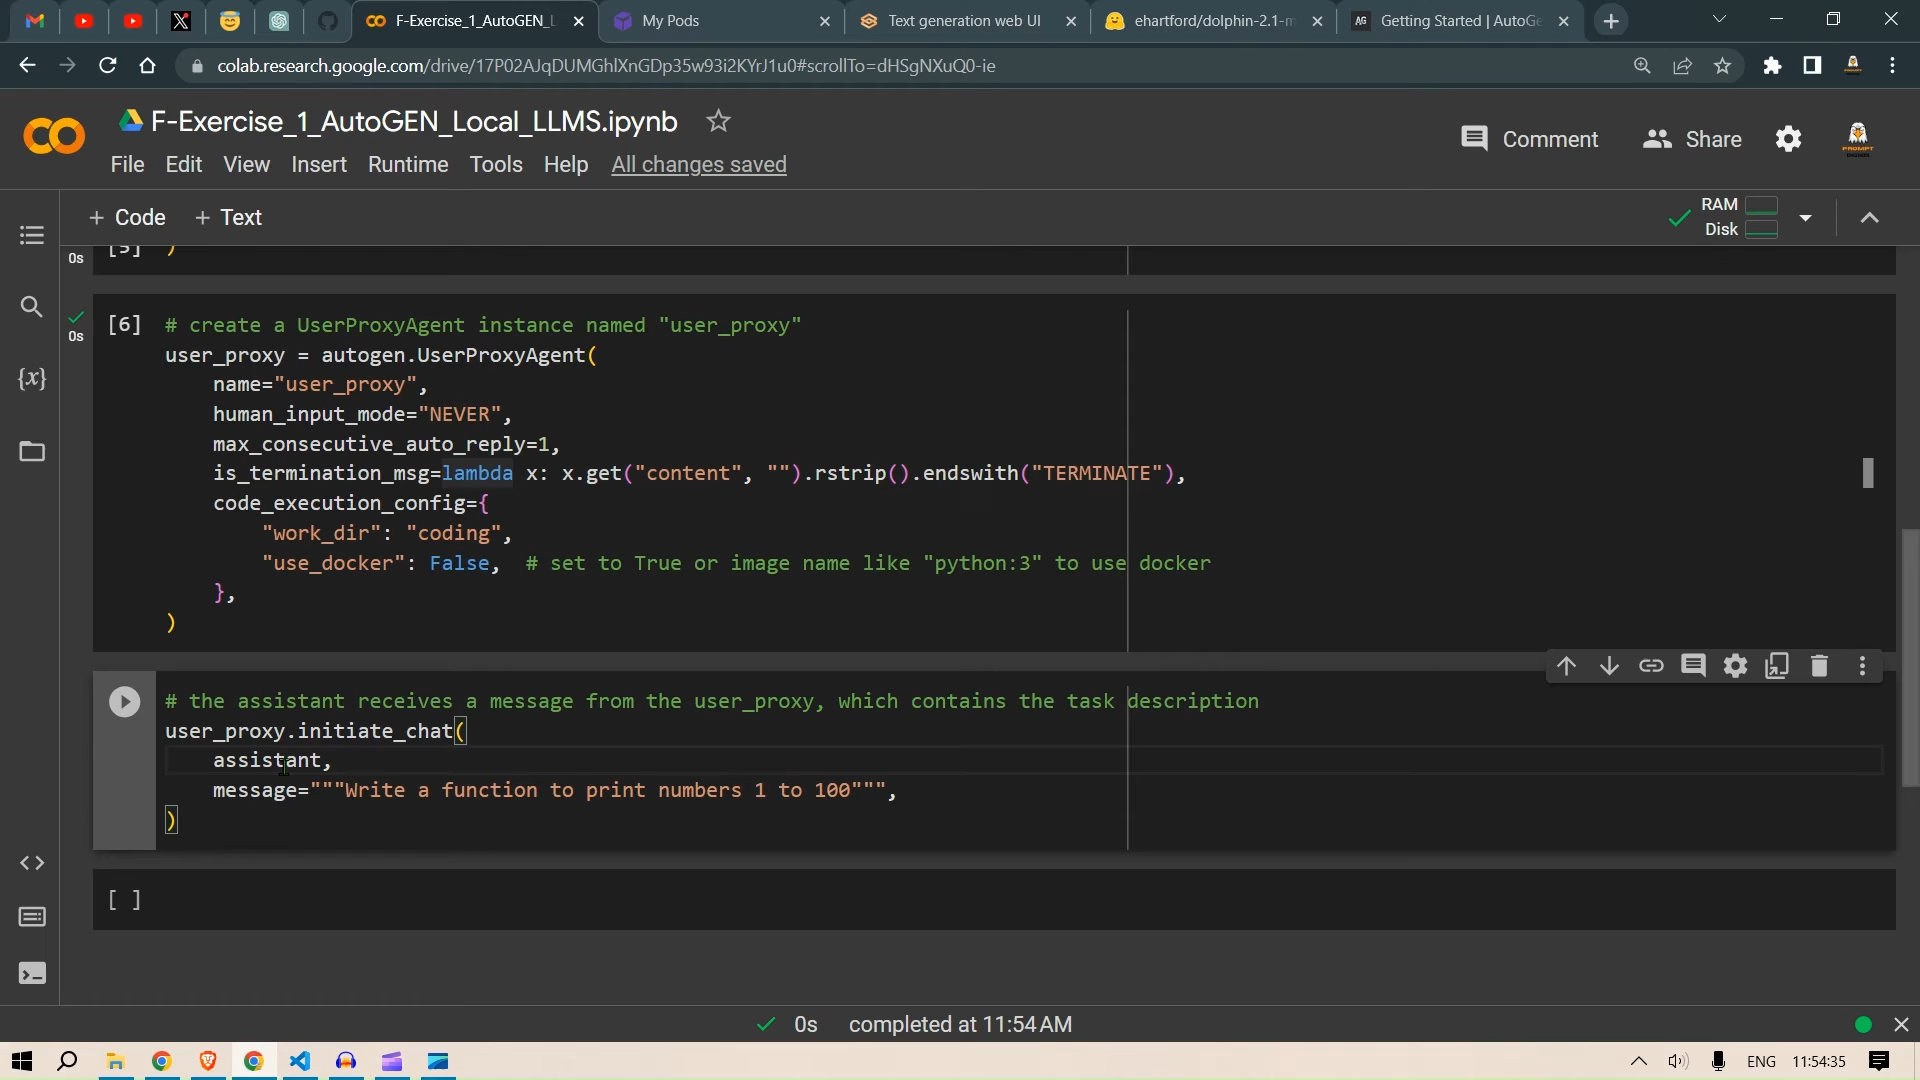 F-Exercise_1_AutoGEN_L
My Pods
Text generation web UI
ehartford/dolphin-2.1-m
AG
Getting Started | AutoGe
colab.research.google.com/drive/17P02AJqDUMGhlXnGDp35w93i2KYrJ1u0#scrollTo=dHSgNXuQ0-ie
F-Exercise_1_AutoGEN_Local_LLMS.ipynb
Comment
Share
File Edit View Insert Runtime Tools Help All changes saved
+ Code + Text
RAM
Disk
[5] )
0s
[6] # create a UserProxyAgent instance named "user_proxy"
0s
user_proxy = autogen.UserProxyAgent(
name="user_proxy",
human_input_mode="NEVER",
max_consecutive_auto_reply=1,
is_termination_msg=lambda x: x.get("content", "").rstrip().endswith("TERMINATE"),
code_execution_config={
"work_dir": "coding",
"use_docker": False,  # set to True or image name like "python:3" to use docker
},
)
# the assistant receives a message from the user_proxy, which contains the task description
user_proxy.initiate_chat(
assistant,
message="""Write a function to print numbers 1 to 100""",
)
[ ]
0s completed at 11:54 AM
ENG 11:54:35